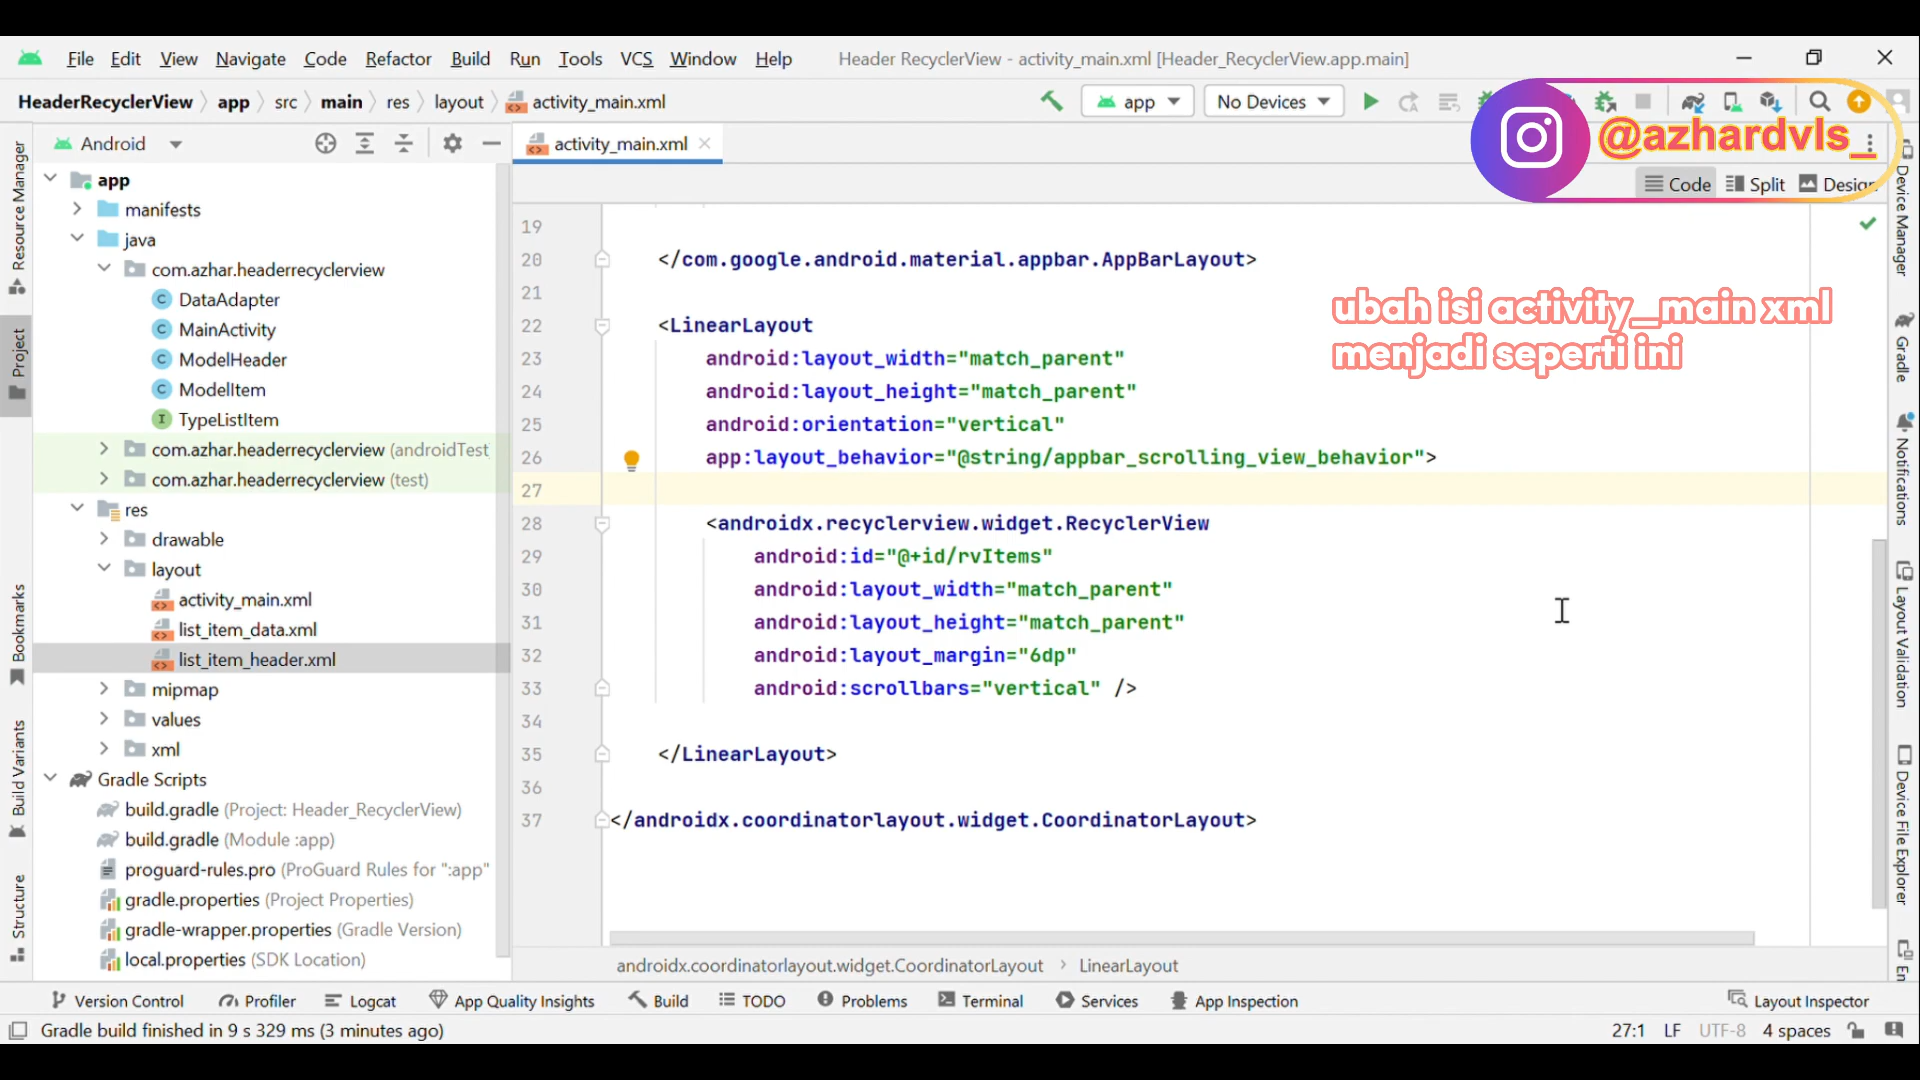 File Edit View Navigate Code Refactor Build Run Tools VCS Window Help Header RecyclerView - activity_main.xml [Header_RecyclerView.app.main]
HeaderRecyclerView app src main res layout activity_main.xml app No Devices
@azhardvls_
Android activity_main.xml
Code Split Design
ubah isi activity_main xml
menjadi seperti ini
Resource Manager
Project
Bookmarks
Build Variants
Structure
app
manifests
java
com.azhar.headerrecyclerview
DataAdapter
MainActivity
ModelHeader
ModelItem
TypeListItem
com.azhar.headerrecyclerview (androidTest
com.azhar.headerrecyclerview (test)
res
drawable
layout
activity_main.xml
list_item_data.xml
list_item_header.xml
mipmap
values
xml
Gradle Scripts
build.gradle (Project: Header_RecyclerView)
build.gradle (Module :app)
proguard-rules.pro (ProGuard Rules for ":app"
gradle.properties (Project Properties)
gradle-wrapper.properties (Gradle Version)
local.properties (SDK Location)
19
20 </com.google.android.material.appbar.AppBarLayout>
21
22 <LinearLayout
23 android:layout_width="match_parent"
24 android:layout_height="match_parent"
25 android:orientation="vertical"
26 app:layout_behavior="@string/appbar_scrolling_view_behavior">
27
28 <androidx.recyclerview.widget.RecyclerView
29 android:id="@+id/rvItems"
30 android:layout_width="match_parent"
31 android:layout_height="match_parent"
32 android:layout_margin="6dp"
33 android:scrollbars="vertical" />
34
35 </LinearLayout>
36
37 </androidx.coordinatorlayout.widget.CoordinatorLayout>
androidx.coordinatorlayout.widget.CoordinatorLayout LinearLayout
Device Manager
Gradle
Notifications
Layout Validation
Device File Explorer
Version Control Profiler Logcat App Quality Insights Build TODO Problems Terminal Services App Inspection Layout Inspector
Gradle build finished in 9 s 329 ms (3 minutes ago) 27:1 LF UTF-8 4 spaces